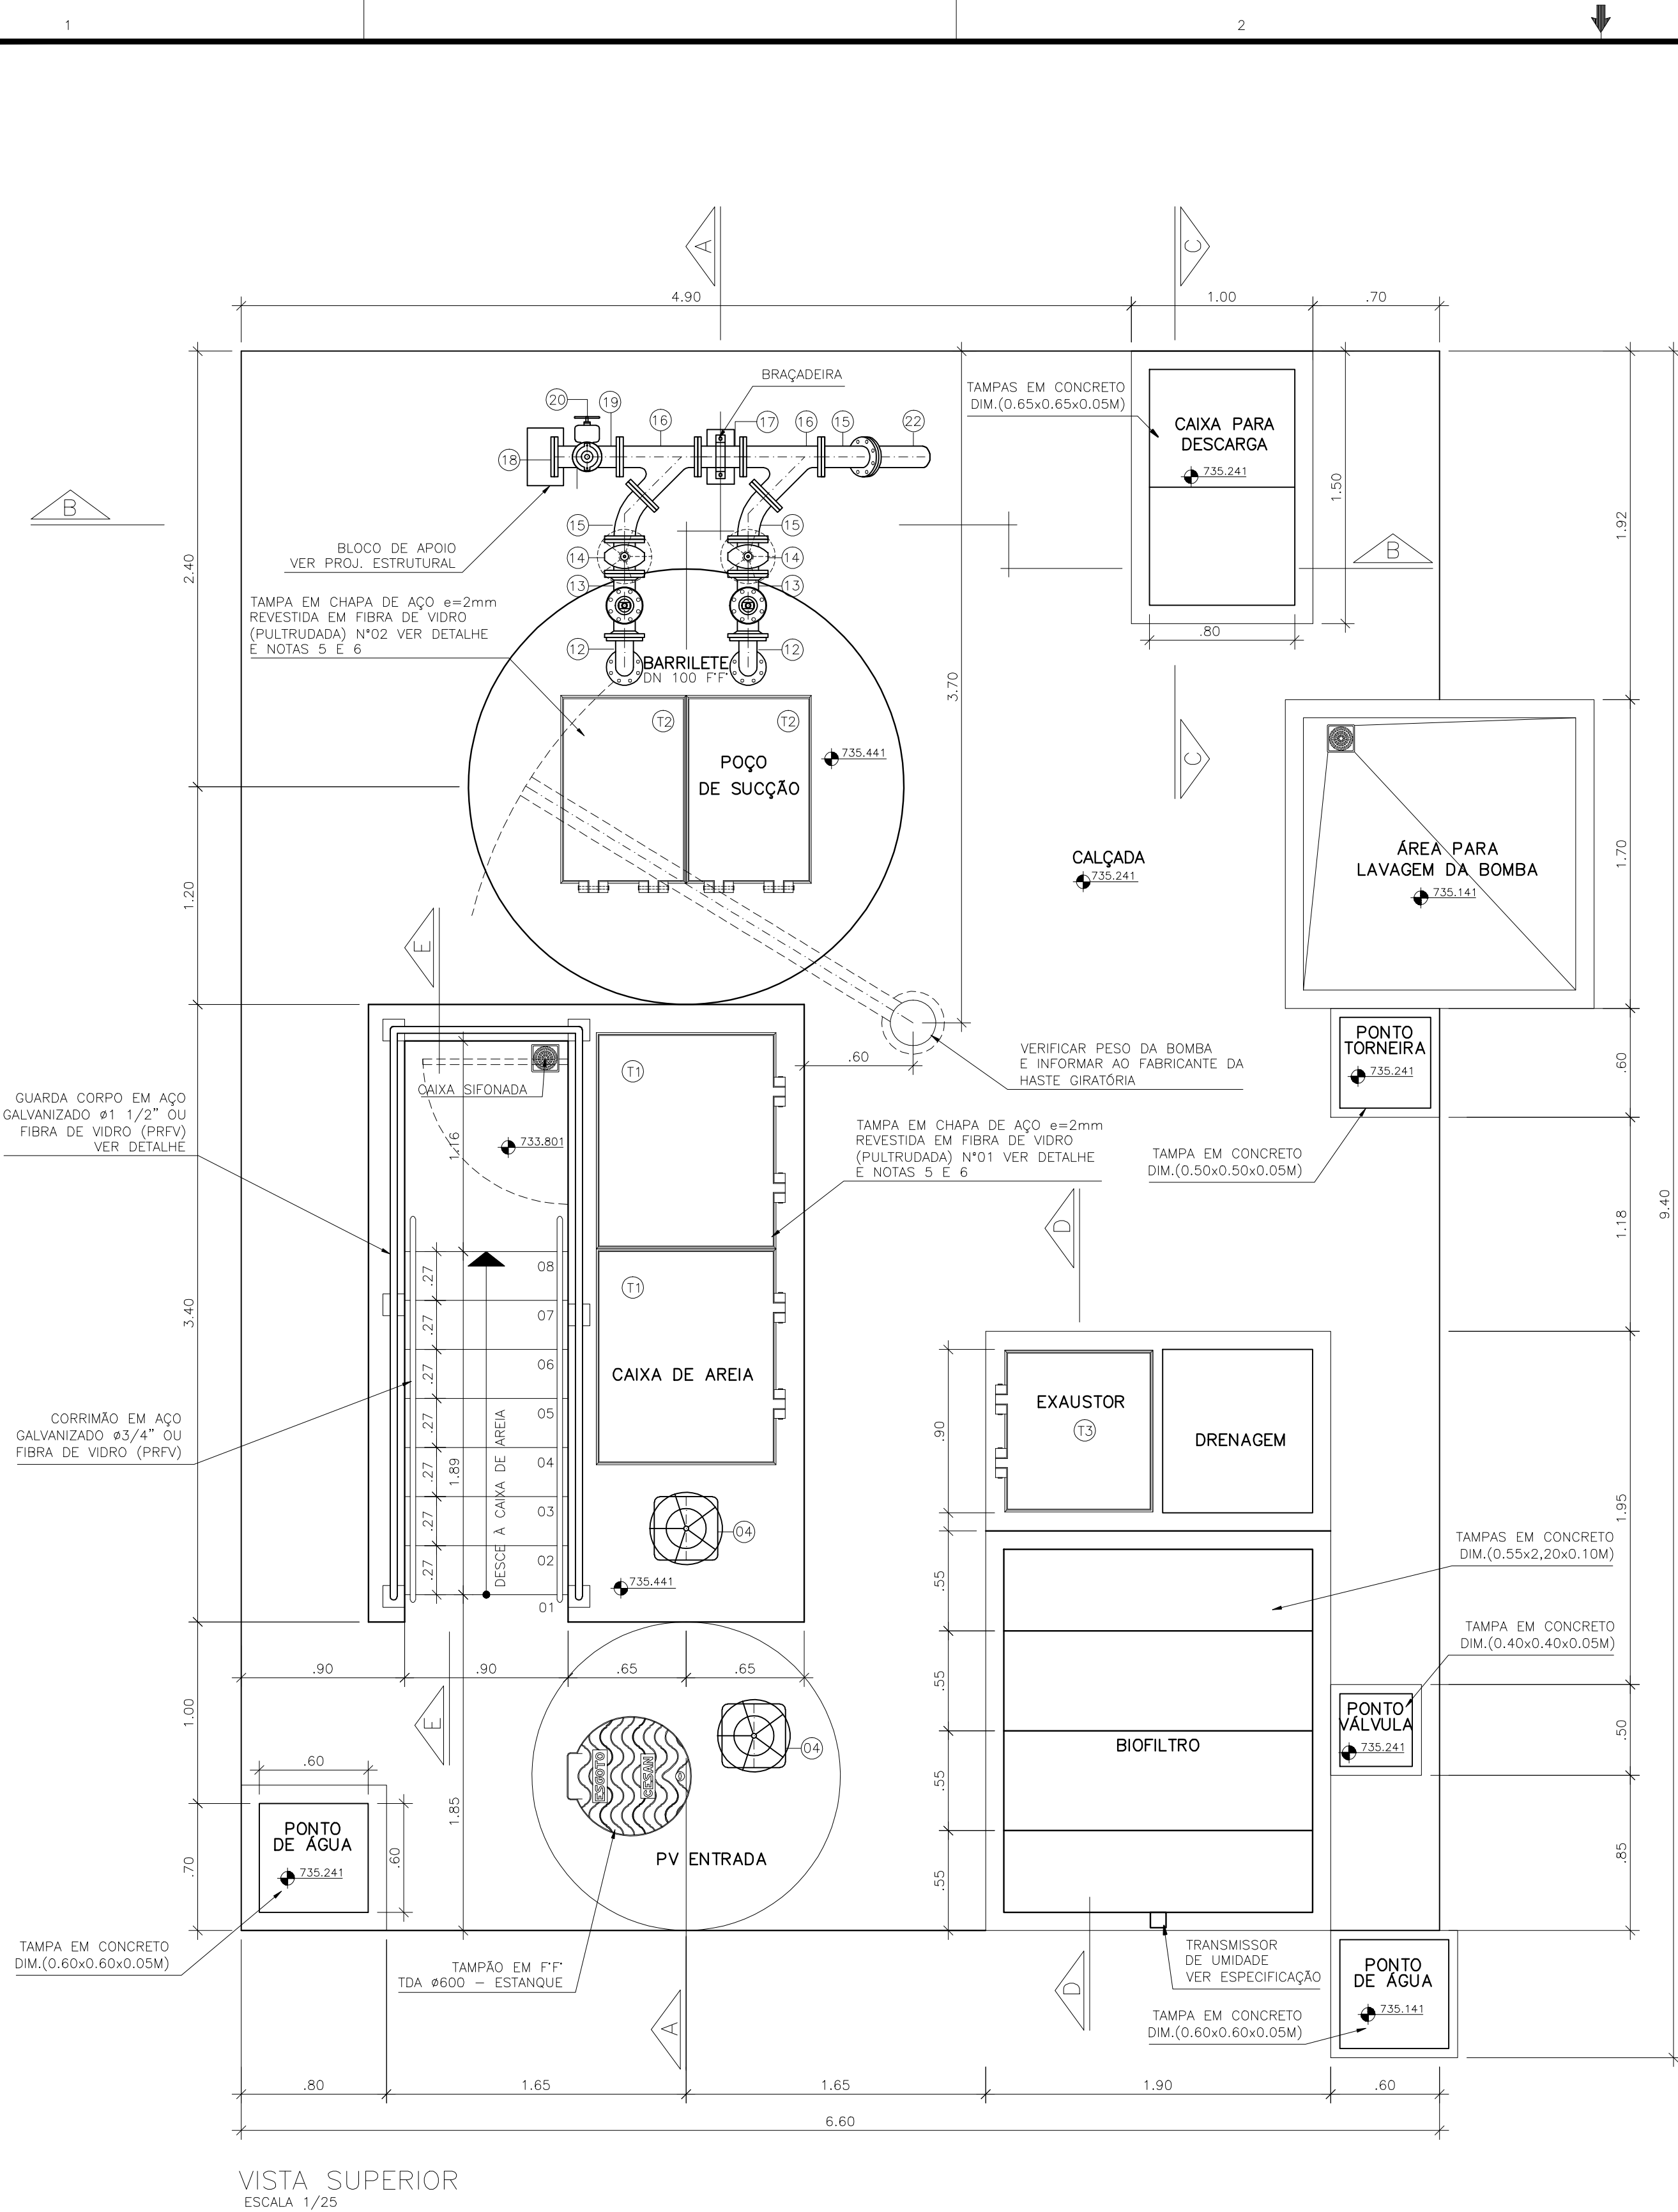 1
2
A
C
4.90
1.00
.70
BRAÇADEIRA
TAMPAS EM CONCRETO
DIM.(0.65x0.65x0.05M)
CAIXA PARA
DESCARGA
735.241
1.50
1.92
20
19
16
17
16
15
22
18
B
15
15
14
14
13
13
12
12
BLOCO DE APOIO
VER PROJ. ESTRUTURAL
B
2.40
TAMPA EM CHAPA DE AÇO e=2mm
REVESTIDA EM FIBRA DE VIDRO
(PULTRUDADA) N°02 VER DETALHE
E NOTAS 5 E 6
.80
BARRILETE
DN 100 F°F°
3.70
T2
T2
POÇO
DE SUCÇÃO
735.441
C
CALÇADA
735.241
ÁREA PARA
LAVAGEM DA BOMBA
735.141
1.70
1.20
E
VERIFICAR PESO DA BOMBA
E INFORMAR AO FABRICANTE DA
HASTE GIRATÓRIA
PONTO
TORNEIRA
735.241
.60
.60
T1
CAIXA SIFONADA
GUARDA CORPO EM AÇO
GALVANIZADO ø1 1/2" OU
FIBRA DE VIDRO (PRFV)
VER DETALHE
1.16
733.801
TAMPA EM CHAPA DE AÇO e=2mm
REVESTIDA EM FIBRA DE VIDRO
(PULTRUDADA) N°01 VER DETALHE
E NOTAS 5 E 6
TAMPA EM CONCRETO
DIM.(0.50x0.50x0.05M)
9.40
1.18
D
3.40
T1
CAIXA DE AREIA
.27
08
.27
07
.27
06
.27
05
.27
04
.27
03
.27
02
01
1.89
DESCE À CAIXA DE AREIA
CORRIMÃO EM AÇO
GALVANIZADO ø3/4" OU
FIBRA DE VIDRO (PRFV)
EXAUSTOR
T3
DRENAGEM
.90
1.95
04
735.441
TAMPAS EM CONCRETO
DIM.(0.55x2,20x0.10M)
.55
TAMPA EM CONCRETO
DIM.(0.40x0.40x0.05M)
.90
.90
.65
.65
1.00
E
.55
PONTO
VÁLVULA
735.241
.50
04
ESGOTO
CESAN
BIOFILTRO
.60
.55
1.85
.85
PONTO
DE ÁGUA
735.241
.60
.70
PV ENTRADA
.55
TAMPA EM CONCRETO
DIM.(0.60x0.60x0.05M)
TAMPÃO EM F°F°
TDA ø600 - ESTANQUE
TRANSMISSOR
DE UMIDADE
VER ESPECIFICAÇÃO
D
PONTO
DE ÁGUA
735.141
TAMPA EM CONCRETO
DIM.(0.60x0.60x0.05M)
A
.80
1.65
1.65
1.90
.60
6.60
VISTA SUPERIOR
ESCALA 1/25